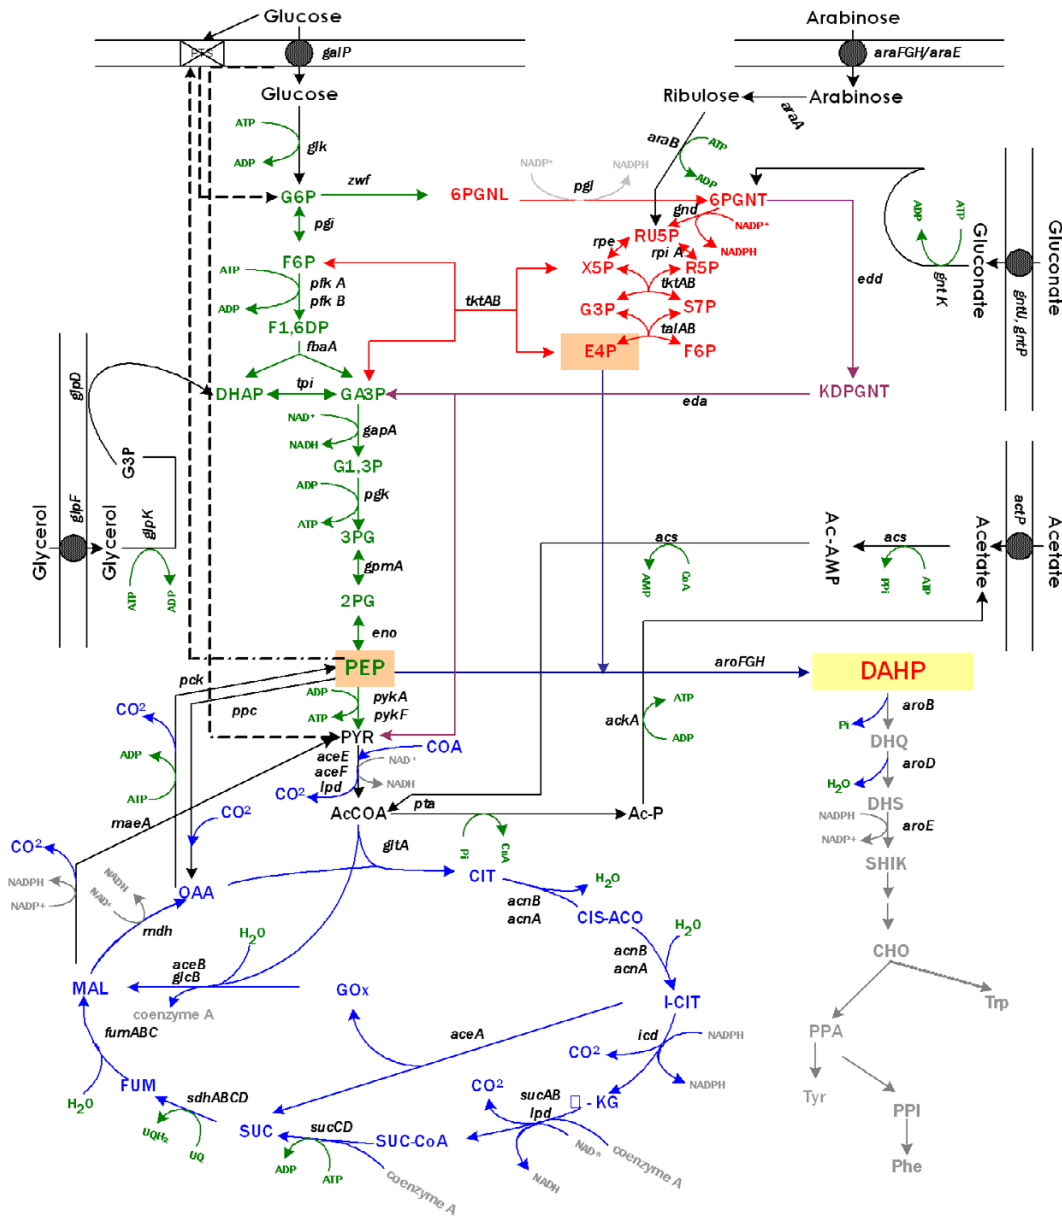 Glucose
Arabinose
PTS
galP
araFGH/araE
Glucose
Ribulose
Arabinose
araA
ATP
ADP
glk
araB
ATP
ADP
G6P
zwf
6PGNL
NADP+
pgl
NADPH
6PGNT
gnd
NADP+
NADPH
ADP
ATP
gnt K
Gluconate
gntU, gntP
Gluconate
pgi
RU5P
rpe
rpi A
F6P
X5P
R5P
ATP
ADP
pfk A
pfk B
tktAB
tktAB
edd
G3P
S7P
F1,6DP
talAB
fbaA
E4P
F6P
glpD
DHAP
tpi
GA3P
eda
KDPGNT
NAD+
NADH
gapA
G3P
G1,3P
ADP
ATP
pgk
Glycerol
glpF
Glycerol
glpK
ATP
ADP
3PG
gpmA
acs
AMP
CoA
Ac-AMP
acs
PPi
ATP
Acetate
actP
Acetate
2PG
eno
PEP
pck
ppc
aroFGH
DAHP
ADP
ATP
pykA
pykF
CO2
ackA
ATP
ADP
aroB
Pi
PYR
COA
DHQ
ADP
ATP
aceE
aceF
lpd
NAD+
NADH
CO2
aroD
H2O
DHS
maeA
CO2
AcCOA
pta
Ac-P
NADPH
NADP+
aroE
CO2
gltA
Pi
CoA
SHIK
NADPH
NADP+
NADH
NAD+
OAA
CIT
H2O
acnB
acnA
mdh
CIS-ACO
H2O
H2O
CHO
aceB
glcB
acnB
acnA
MAL
GOx
I-CIT
Trp
coenzyme A
fumABC
aceA
icd
NADPH
PPA
CO2
NADPH
FUM
H2O
CO2
sucAB
lpd
□ - KG
Tyr
sdhABCD
PPI
UQH2
UQ
SUC
sucCD
SUC-CoA
NAD+
NADH
coenzyme A
ADP
ATP
coenzyme A
Phe